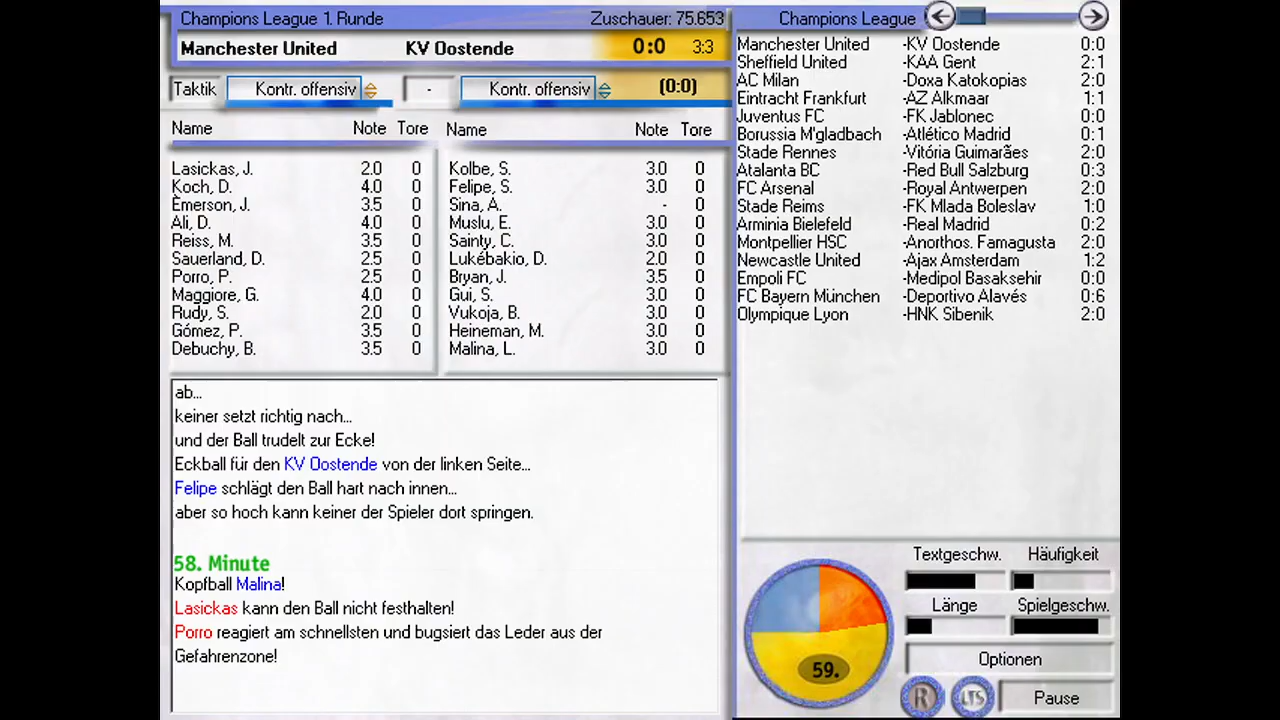 Champions League 1. Runde Zuschauer: 75.653
Manchester United KV Oostende 0:0 3:3
Taktik Kontr. offensiv - Kontr. offensiv (0:0)
Name Note Tore Name Note Tore
Lasickas, J. 2.0 0 Kolbe, S. 3.0 0
Koch, D. 4.0 0 Felipe, S. 3.0 0
Èmerson, J. 3.5 0 Sina, A. - 0
Ali, D. 4.0 0 Muslu, E. 3.0 0
Reiss, M. 3.5 0 Sainty, C. 3.0 0
Sauerland, D. 2.5 0 Lukébakio, D. 2.0 0
Porro, P. 2.5 0 Bryan, J. 3.5 0
Maggiore, G. 4.0 0 Gui, S. 3.0 0
Rudy, S. 2.0 0 Vukoja, B. 3.0 0
Gómez, P. 3.5 0 Heineman, M. 3.0 0
Debuchy, B. 3.5 0 Malina, L. 3.0 0
ab...
keiner setzt richtig nach...
und der Ball trudelt zur Ecke!
Eckball für den KV Oostende von der linken Seite...
Felipe schlägt den Ball hart nach innen...
aber so hoch kann keiner der Spieler dort springen.
58. Minute
Kopfball Malina!
Lasickas kann den Ball nicht festhalten!
Porro reagiert am schnellsten und bugsiert das Leder aus der
Gefahrenzone!
Champions League
Manchester United -KV Oostende 0:0
Sheffield United -KAA Gent 2:1
AC Milan -Doxa Katokopias 2:0
Eintracht Frankfurt -AZ Alkmaar 1:1
Juventus FC -FK Jablonec 0:0
Borussia M'gladbach -Atlético Madrid 0:1
Stade Rennes -Vitória Guimarães 2:0
Atalanta BC -Red Bull Salzburg 0:3
FC Arsenal -Royal Antwerpen 2:0
Stade Reims -FK Mlada Boleslav 1:0
Arminia Bielefeld -Real Madrid 0:2
Montpellier HSC -Anorthos. Famagusta 2:0
Newcastle United -Ajax Amsterdam 1:2
Empoli FC -Medipol Basaksehir 0:0
FC Bayern München -Deportivo Alavés 0:6
Olympique Lyon -HNK Sibenik 2:0
Textgeschw. Häufigkeit
Länge Spielgeschw.
59.
Optionen
R LTS Pause